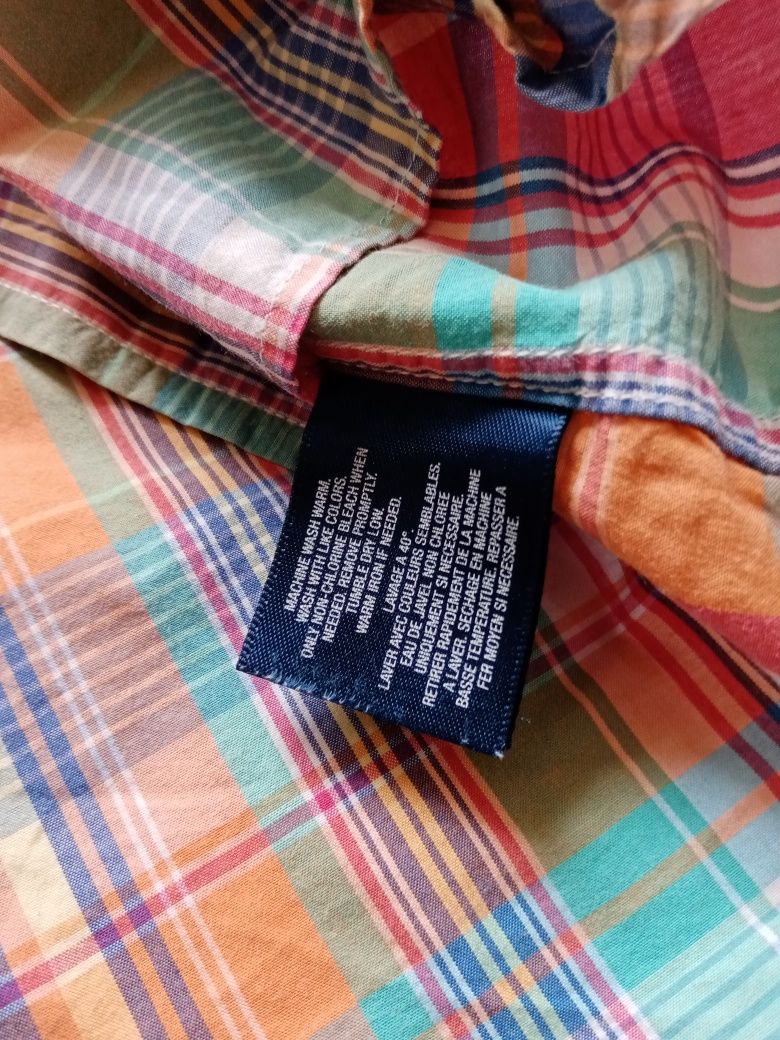 MACHINE WASH WARM.
WASH WITH LIKE COLORS.
ONLY NON-CHLORINE BLEACH WHEN
NEEDED. REMOVE PROMPTLY.
TUMBLE DRY LOW.
WARM IRON IF NEEDED.
LAVAGE A 40°.
LAVER AVEC COULEURS SEMBLABLES.
EAU DE JAVEL NON CHLOREE
UNIQUEMENT SI NECESSAIRE.
RETIRER RAPIDEMENT DE LA MACHINE
A LAVER. SECHAGE EN MACHINE
BASSE TEMPERATURE. REPASSER A
FER MOYEN SI NECESSAIRE